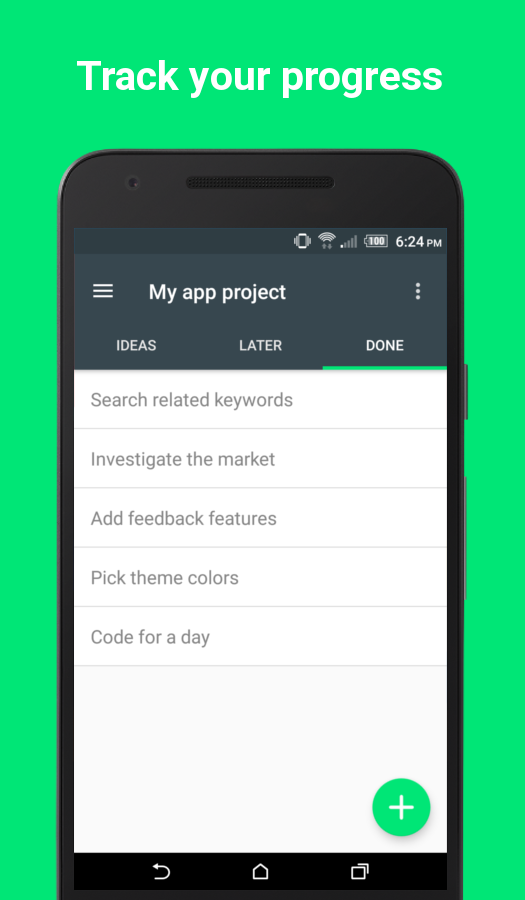 Track your progress
100 6:24 PM
My app project
IDEAS LATER DONE
Search related keywords
Investigate the market
Add feedback features
Pick theme colors
Code for a day